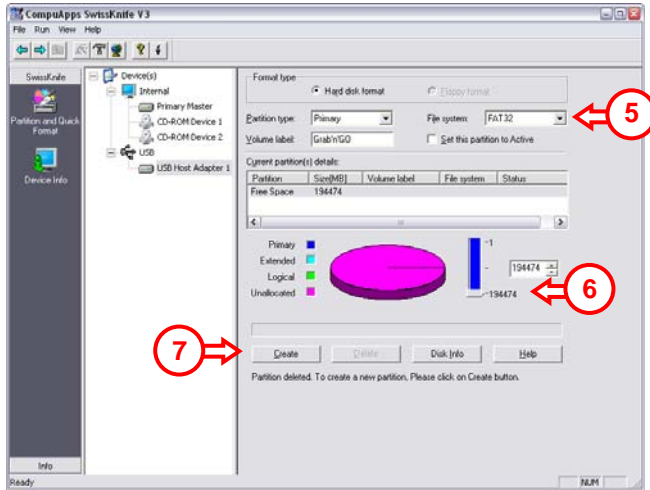 CompuApps SwissKnife V3
File Run View Help
SwissKnife
Partition and Quick
Format
Device Info
Info
Device(s)
Internal
Primary Master
CD-ROM Device 1
CD-ROM Device 2
USB
USB Host Adapter 1
Format type
Hard disk format
Floppy format
Partition type: Primary File system: FAT32
5
Volume label: Grab'n'GO Set this partition to Active
Current partition(s) details:
Partition Size[MB] Volume label File system Status
Free Space 194474
Primary
Extended
Logical
Unallocated
-1
-
-194474
194474
6
7
Create Delete Disk Info Help
Partition deleted. To create a new partition, Please click on Create button.
Ready NUM